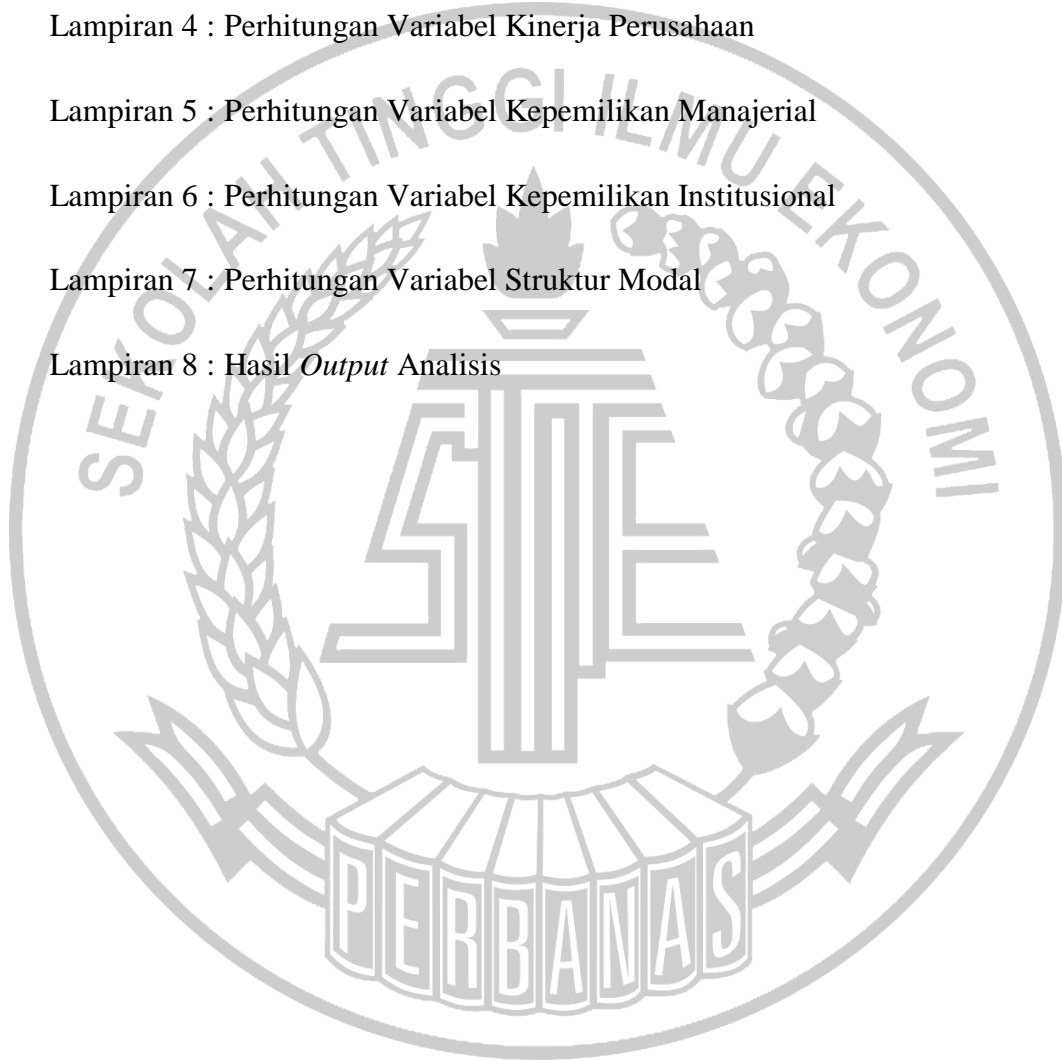 Lampiran 4 : Perhitungan Variabel Kinerja Perusahaan
Lampiran 5 : Perhitungan Variabel Kepemilikan Manajerial
Lampiran 6 : Perhitungan Variabel Kepemilikan Institusional
Lampiran 7 : Perhitungan Variabel Struktur Modal
Lampiran 8 : Hasil Output Analisis
SEKOLAH TINGGI ILMU EKONOMI
STIE
PERBANAS